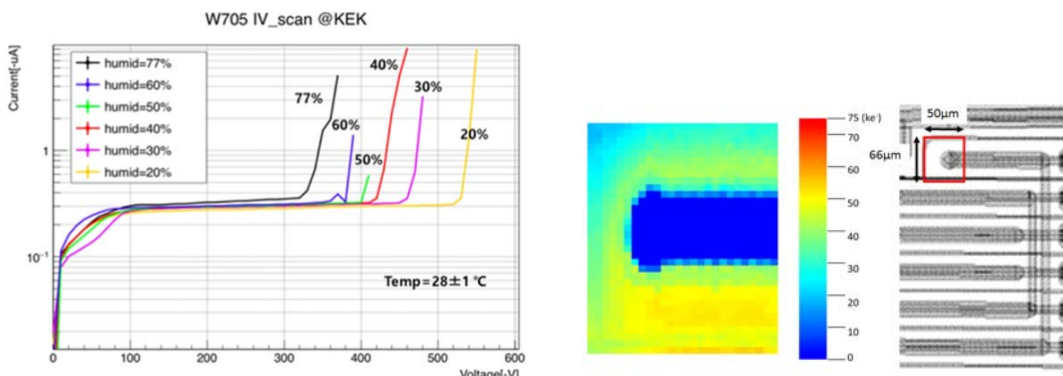 W705 IV_scan @KEK
Current[-uA]
humid=77%
humid=60%
humid=50%
humid=40%
humid=30%
humid=20%
77%
60%
50%
40%
30%
20%
Temp=28±1 ℃
1
10⁻¹
0
100
200
300
400
500
600
Voltage[-V]
75 (ke⁻)
70
60
50
40
30
20
10
0
50μm
66μm